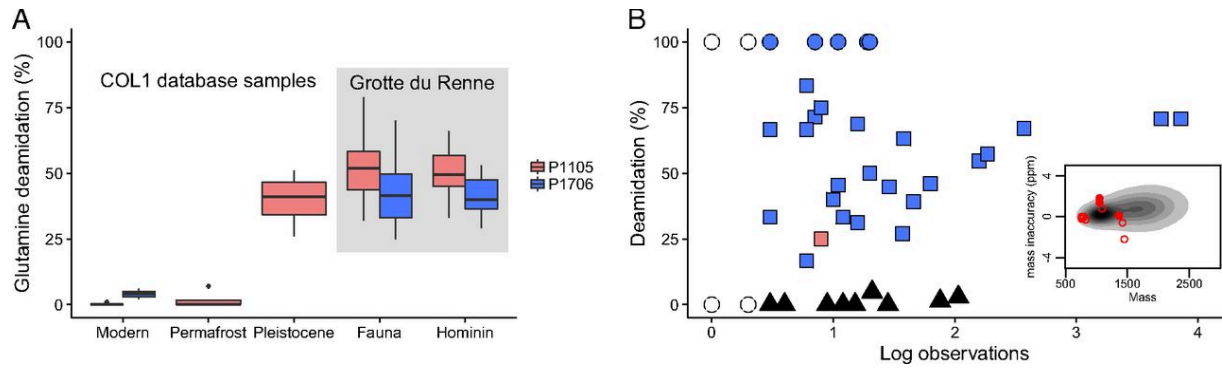 A
Glutamine deamidation (%)
100
75
50
25
0
COL1 database samples
Grotte du Renne
Modern
Permafrost
Pleistocene
Fauna
Hominin
P1105
P1706
B
Deamidation (%)
100
75
50
25
0
0
1
2
3
4
Log observations
mass inaccuracy (ppm)
4
0
-4
500
1500
2500
Mass